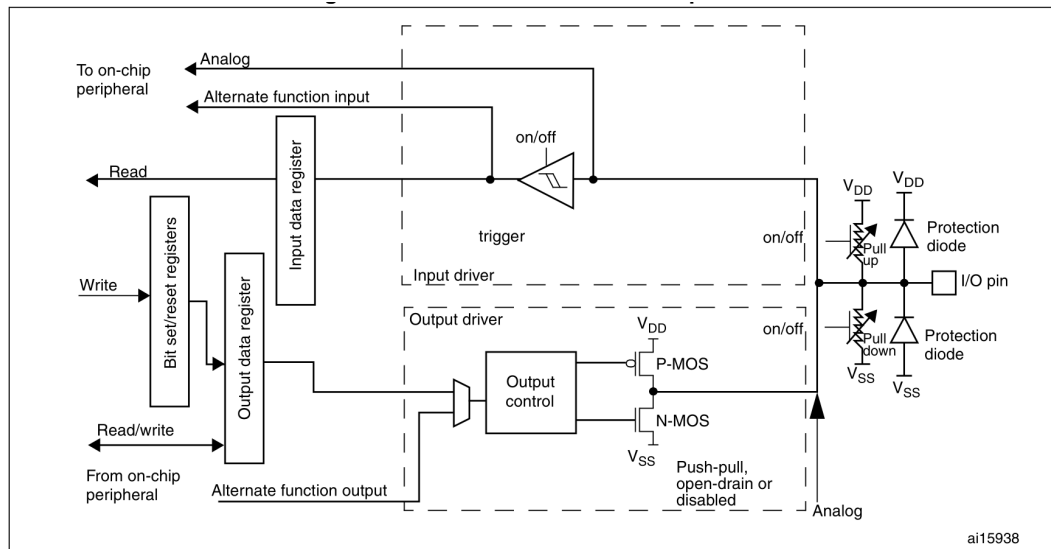 Analog
To on-chip
peripheral
Alternate function input
on/off
Read
Input data register
trigger
Input driver
Write
Bit set/reset registers
Output data register
Read/write
From on-chip
peripheral
Alternate function output
Output driver
Output
control
VDD
P-MOS
N-MOS
VSS
Push-pull,
open-drain or
disabled
Analog
on/off
VDD
Pull
up
VDD
Protection
diode
I/O pin
on/off
Pull
down
VSS
Protection
diode
VSS
ai15938